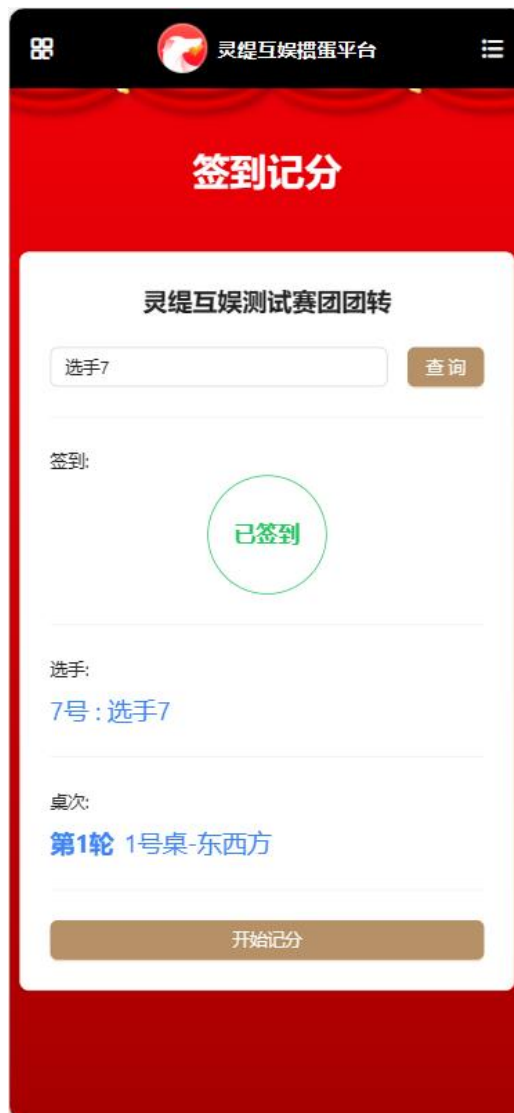 灵缇互娱掼蛋平台
签到记分
灵缇互娱测试赛团团转
选手7
查 询
签到:
已签到
选手:
7号 : 选手7
桌次:
第1轮 1号桌-东西方
开始记分